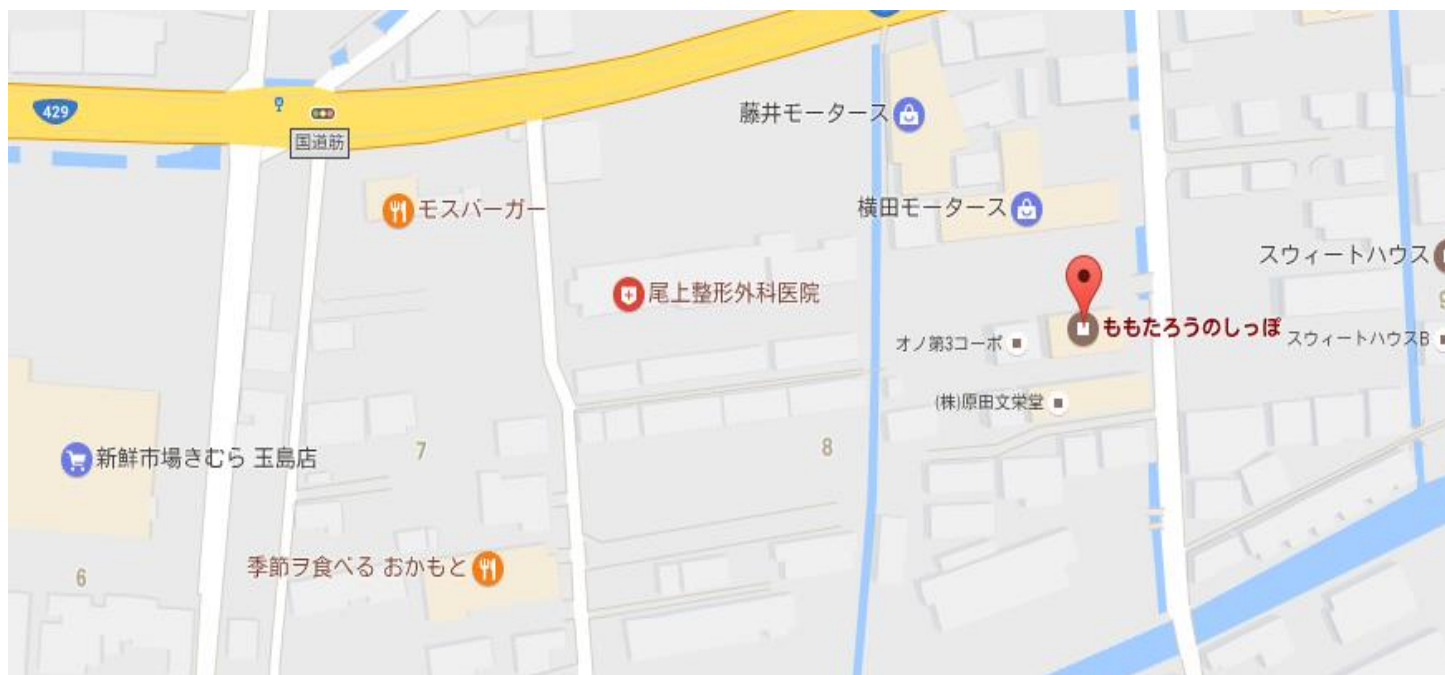 429
国道筋
藤井モータース
モスバーガー
横田モータース
スウィートハウス
尾上整形外科医院
9
ももたろうのしっぽ
オノ第3コーポ
スウィートハウスB
(株)原田文栄堂
7
8
新鮮市場きむら 玉島店
季節ヲ食べる おかもと
6